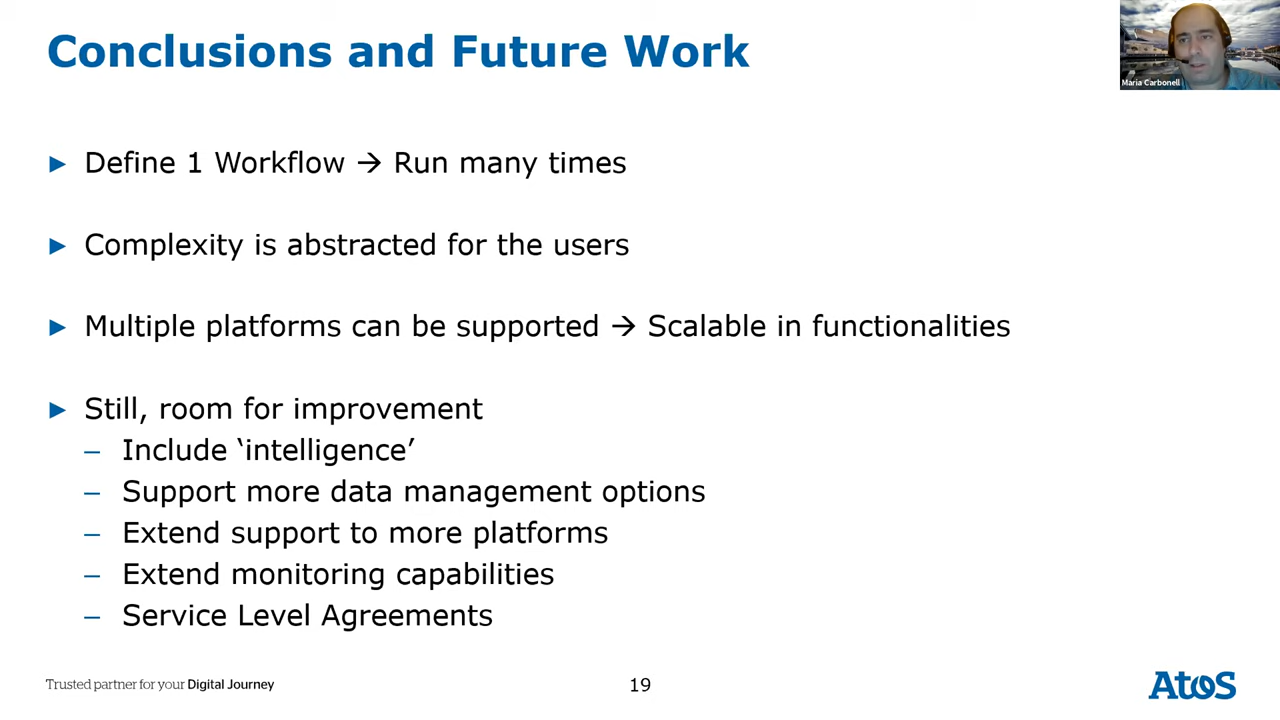 Conclusions and Future Work
Maria Carbonell
► Define 1 Workflow → Run many times
► Complexity is abstracted for the users
► Multiple platforms can be supported → Scalable in functionalities
► Still, room for improvement
– Include ‘intelligence’
– Support more data management options
– Extend support to more platforms
– Extend monitoring capabilities
– Service Level Agreements
Trusted partner for your Digital Journey
19
Atos